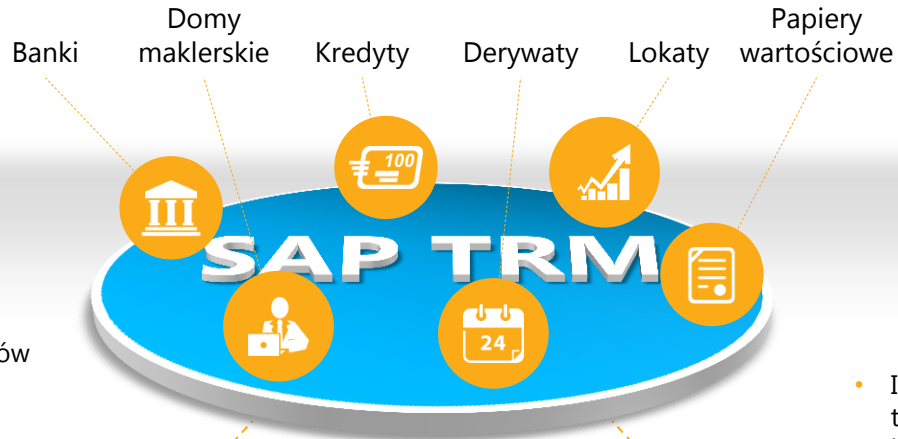 Banki
Domy
maklerskie
Kredyty
Derywaty
Lokaty
Papiery
wartościowe
100
SAP TRM
24
ów
•